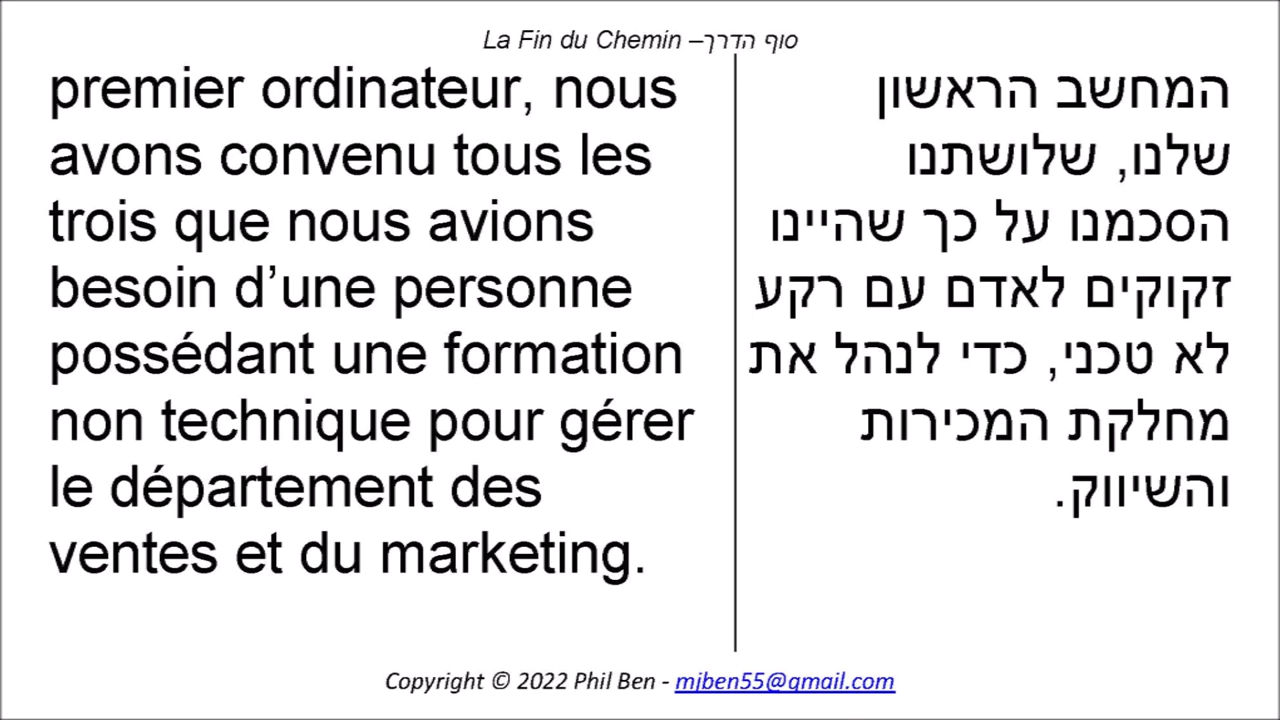 La Fin du Chemin –סוף הדרך
premier ordinateur, nous
avons convenu tous les
trois que nous avions
besoin d’une personne
possédant une formation
non technique pour gérer
le département des
ventes et du marketing.
המחשב הראשון
שלנו, שלושתנו
הסכמנו על כך שהיינו
זקוקים לאדם עם רקע
לא טכני, כדי לנהל את
מחלקת המכירות
והשיווק.
Copyright © 2022 Phil Ben - mjben55@gmail.com